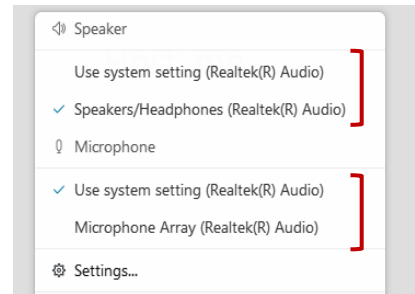 Speaker
Use system setting (Realtek(R) Audio)
Speakers/Headphones (Realtek(R) Audio)
Microphone
Use system setting (Realtek(R) Audio)
Microphone Array (Realtek(R) Audio)
Settings...